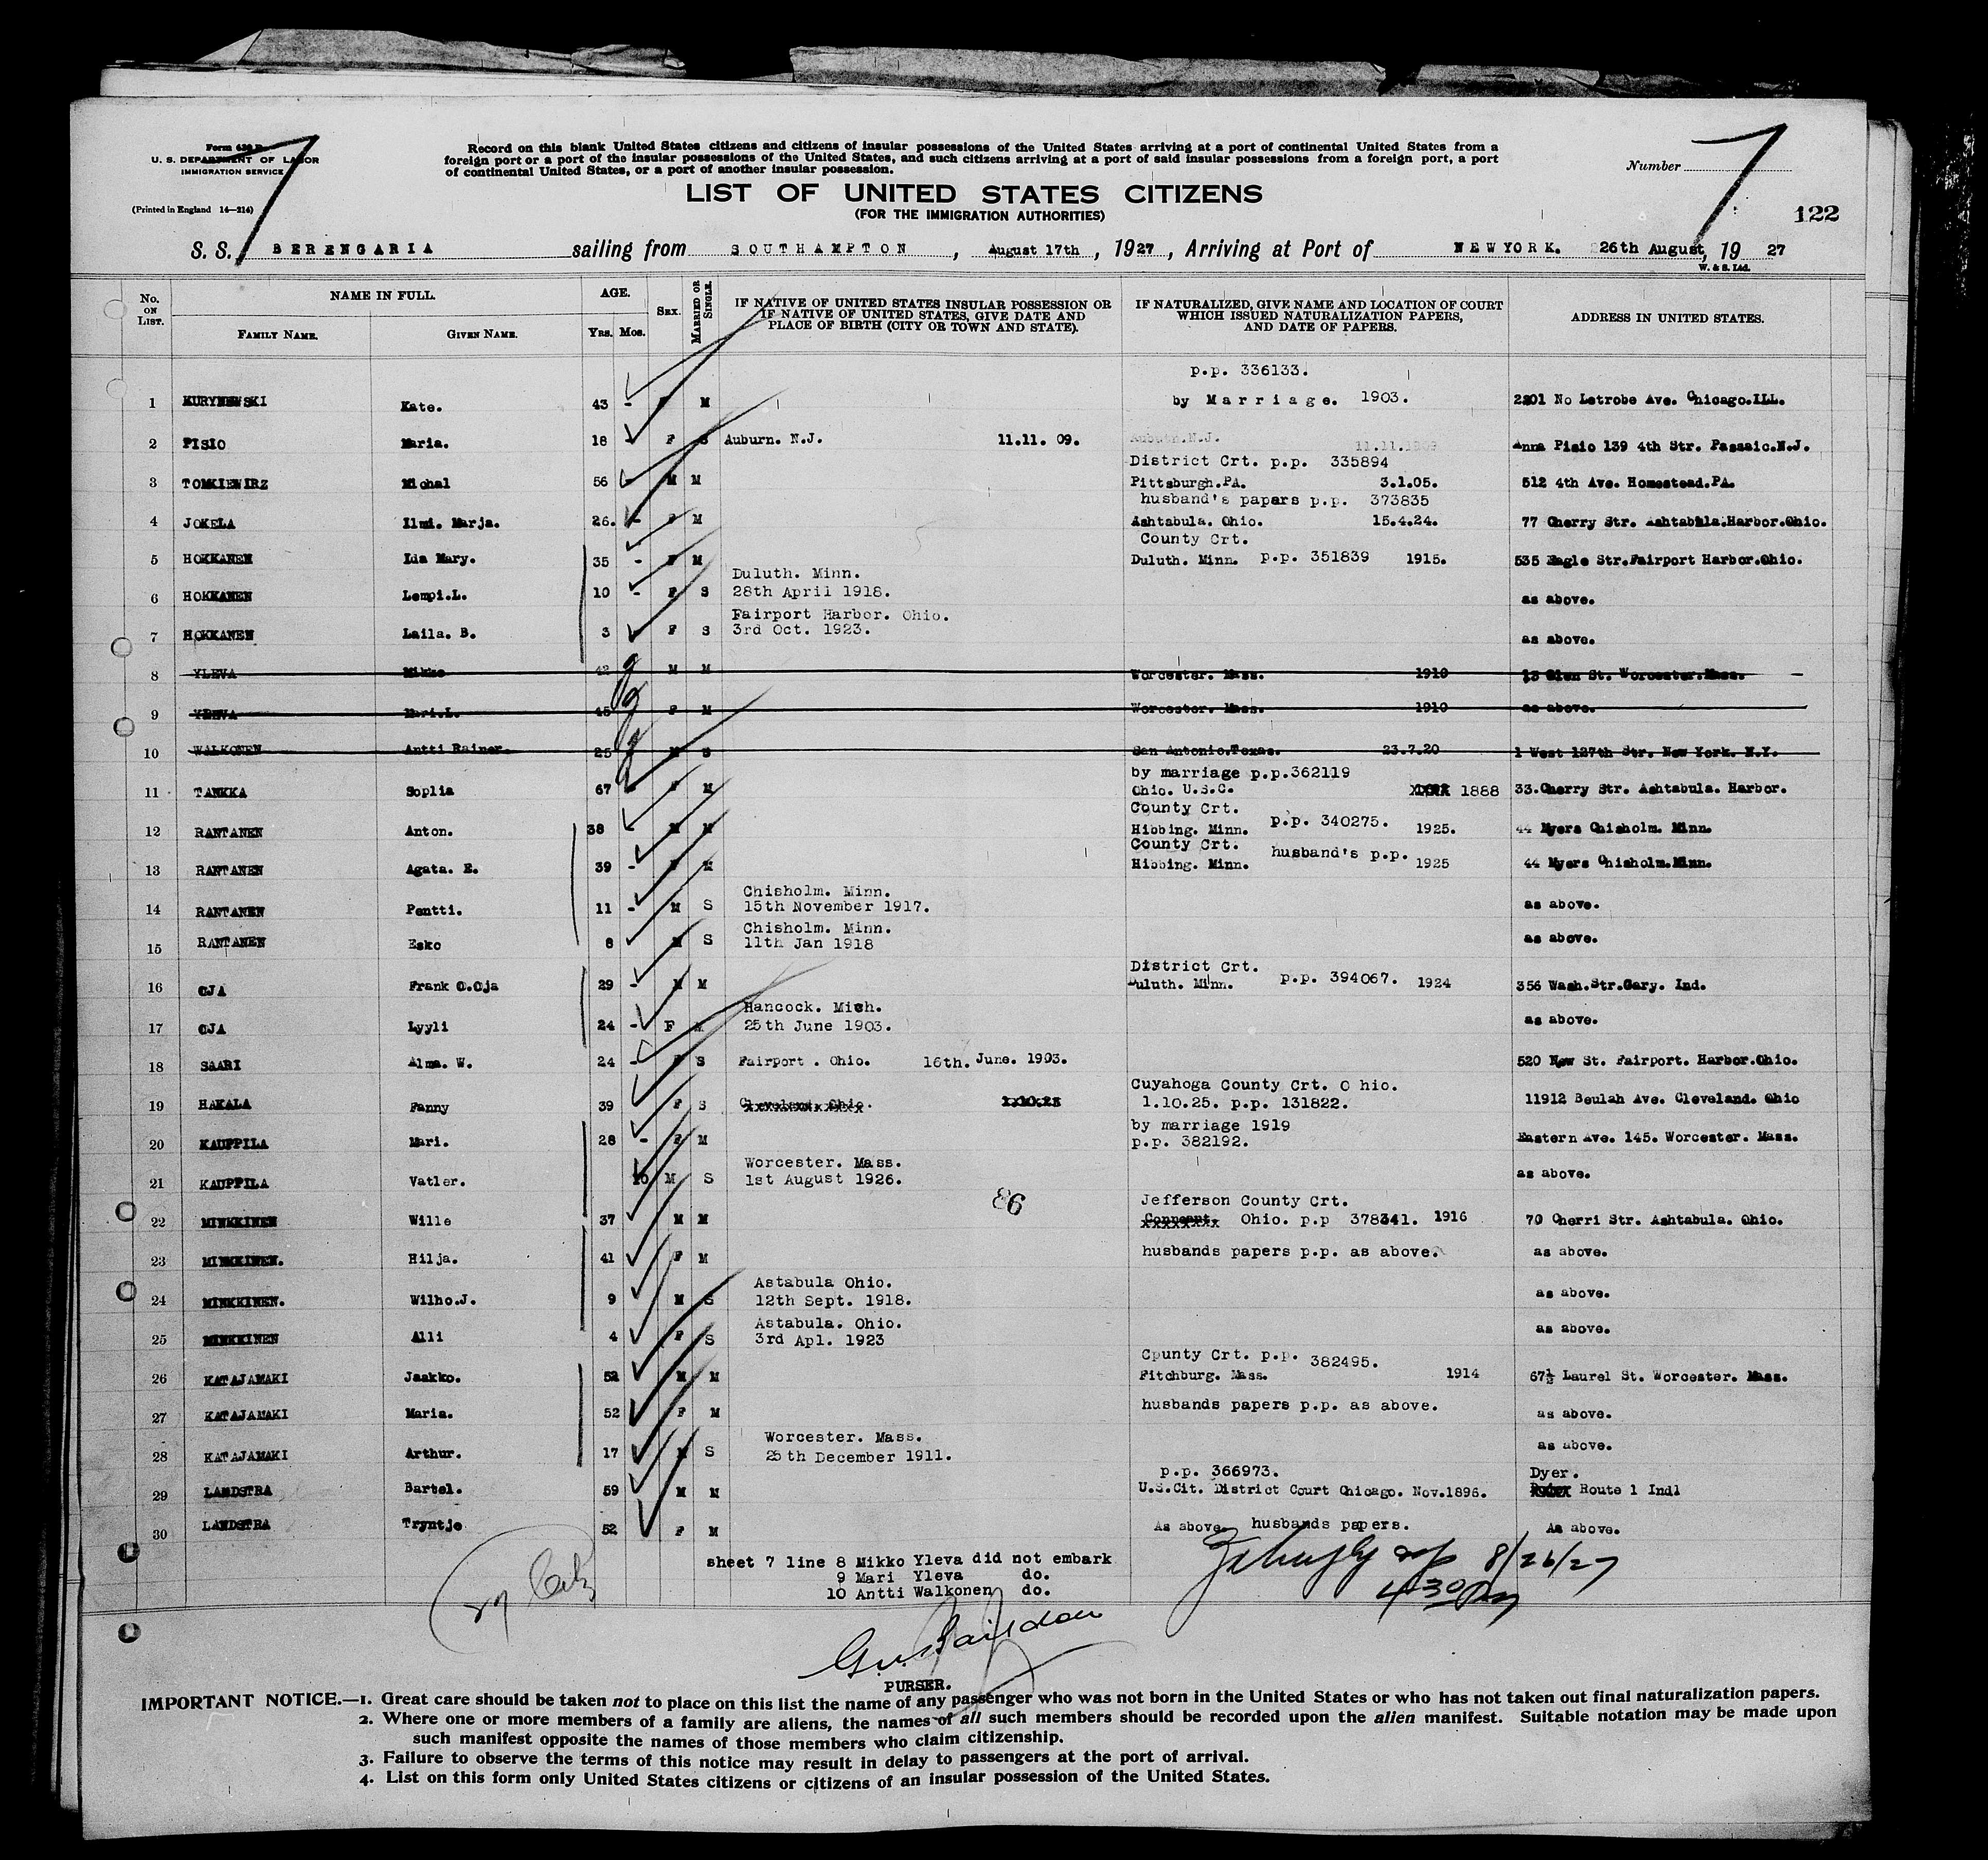 Form 630 B
U. S. DEPARTMENT OF LABOR
IMMIGRATION SERVICE
(Printed in England 14—214)
Record on this blank United States citizens and citizens of insular possessions of the United States arriving at a port of continental United States from a
foreign port or a port of the insular possessions of the United States, and such citizens arriving at a port of said insular possessions from a foreign port, a port
of continental United States, or a port of another insular possession.
Number
7
7
LIST OF UNITED STATES CITIZENS
(FOR THE IMMIGRATION AUTHORITIES)
122
S. S. BERENGARIA sailing from SOUTHAMPTON, August 17th, 1927, Arriving at Port of NEWYORK. 26th August, 19 27
W. & S. Ltd.
No. ON LIST. NAME IN FULL. FAMILY NAME. GIVEN NAME. AGE. YRS. MOS. SEX. MARRIED OR SINGLE. IF NATIVE OF UNITED STATES INSULAR POSSESSION OR IF NATIVE OF UNITED STATES, GIVE DATE AND PLACE OF BIRTH (CITY OR TOWN AND STATE). IF NATURALIZED, GIVE NAME AND LOCATION OF COURT WHICH ISSUED NATURALIZATION PAPERS, AND DATE OF PAPERS. ADDRESS IN UNITED STATES.
p.p. 336133.
1 KURYNEWSKI Kate. 43 - F M by Marriage. 1903. 2201 No Letrobe Ave. Chicago.ILL.
2 PISIO Maria. 18 - F S Auburn. N.J. 11.11. 09. Auburn.N.J. 11.11.1909 Anna Pisio 139 4th Str. Passaic.N.J.
District Crt. p.p. 335894
3 TOMKIEWIRZ Michal 56 - M M Pittsburgh.PA. 3.1.05. 512 4th Ave. Homestead.PA.
husband's papers p.p. 373835
4 JOKELA Ilmi. Marja. 26. - F M Ashtabula. Ohio. 15.4.24. 77 Cherry Str. Ashtabula.Harbor.Ohio.
County Crt.
5 HOKKANEN Ida Mary. 35 - F M Duluth. Minn. p.p. 351839 1915. 535 Eagle Str.Fairport Harbor.Ohio.
Duluth. Minn.
6 HOKKANEN Lempi.L. 10 - F S 28th April 1918. as above.
Fairport Harbor. Ohio.
7 HOKKANEN Laila. B. 3 - F S 3rd Oct. 1923. as above.
8 YLEVA Mikko 42 M M Worcester. Mass. 1910 13 Glen St. Worcester.Mass.
9 YLEVA Mari.L. 45 F M Worcester. Mass. 1910 as above.
10 WALKONEN Antti Rainer. 25 M S San Antonio.Texas. 23.7.20 1 West 127th Str. New York. N.Y.
by marriage p.p.362119
11 TANKKA Soplia 67 - F M Ohio. U.S.C. 1888 33.Cherry Str. Ashtabula. Harbor.
County Crt.
12 RANTANEN Anton. 38 - M M Hibbing. Minn. p.p. 340275. 1925. 44 Myers Chisholm. Minn.
County Crt.
13 RANTANEN Agata. E. 39 - F M Hibbing. Minn. husband's p.p. 1925 44 Myers Chisholm.Minn.
Chisholm. Minn.
14 RANTANEN Pentti. 11 - M S 15th November 1917. as above.
Chisholm. Minn.
15 RANTANEN Esko 8 M S 11th Jan 1918 as above.
District Crt.
16 OJA Frank O.Oja 29 - M M Duluth. Minn. p.p. 394067. 1924 356 Wash.Str.Gary. Ind.
Hancock. Mich.
17 OJA Lyyli 24 - F M 25th June 1903. as above.
18 SAARI Alma. W. 24 - F S Fairport . Ohio. 16th. June. 1903. 520 New St. Fairport. Harbor.Ohio.
Cuyahoga County Crt. O hio.
19 HAKALA Fanny 39 F S Cleveland. Ohio. 1.10.25 1.10.25. p.p. 131822. 11912 Beulah Ave. Cleveland. Ohio
by marriage 1919
20 KAUPPILA Mari. 28 - F M p.p. 382192. Eastern Ave. 145. Worcester. Mass.
Worcester. Mass.
21 KAUPPILA Vatler. 10 M S 1st August 1926. as above.
Jefferson County Crt.
22 MINKKINEN Wille 37 M M Conneaut. Ohio. p.p 378341. 1916 70 Cherri Str. Ashtabula. Ohio.
23 MINKKINEN. Hilja. 41 F M husbands papers p.p. as above. as above.
Astabula Ohio.
24 MINKKINEN. Wilho.J. 9 M S 12th Sept. 1918. as above.
Astabula. Ohio.
25 MINKKINEN Alli 4 F S 3rd Apl. 1923 as above.
County Crt. p.p. 382495.
26 KATAJAMAKI Jaakko. 52 M M Fitchburg. Mass. 1914 67½ Laurel St. Worcester. Mass.
27 KATAJAMAKI Maria. 52 F M husbands papers p.p. as above. as above.
Worcester. Mass.
28 KATAJAMAKI Arthur. 17 M S 25th December 1911. as above.
p.p. 366973. Dyer.
29 LANDSTRA Bartel. 59 M M U.S.Cit. District Court Chicago. Nov.1896. Route 1 Indl
30 LANDSTRA Tryntje 52 F M As above. husbands papers. As above.
sheet 7 line 8 Mikko Yleva did not embark
9 Mari Yleva do.
10 Antti Walkonen do.
8/26/27
4-30 Pm
PURSER.
IMPORTANT NOTICE.—1. Great care should be taken not to place on this list the name of any passenger who was not born in the United States or who has not taken out final naturalization papers.
2. Where one or more members of a family are aliens, the names of all such members should be recorded upon the alien manifest. Suitable notation may be made upon
such manifest opposite the names of those members who claim citizenship.
3. Failure to observe the terms of this notice may result in delay to passengers at the port of arrival.
4. List on this form only United States citizens or citizens of an insular possession of the United States.